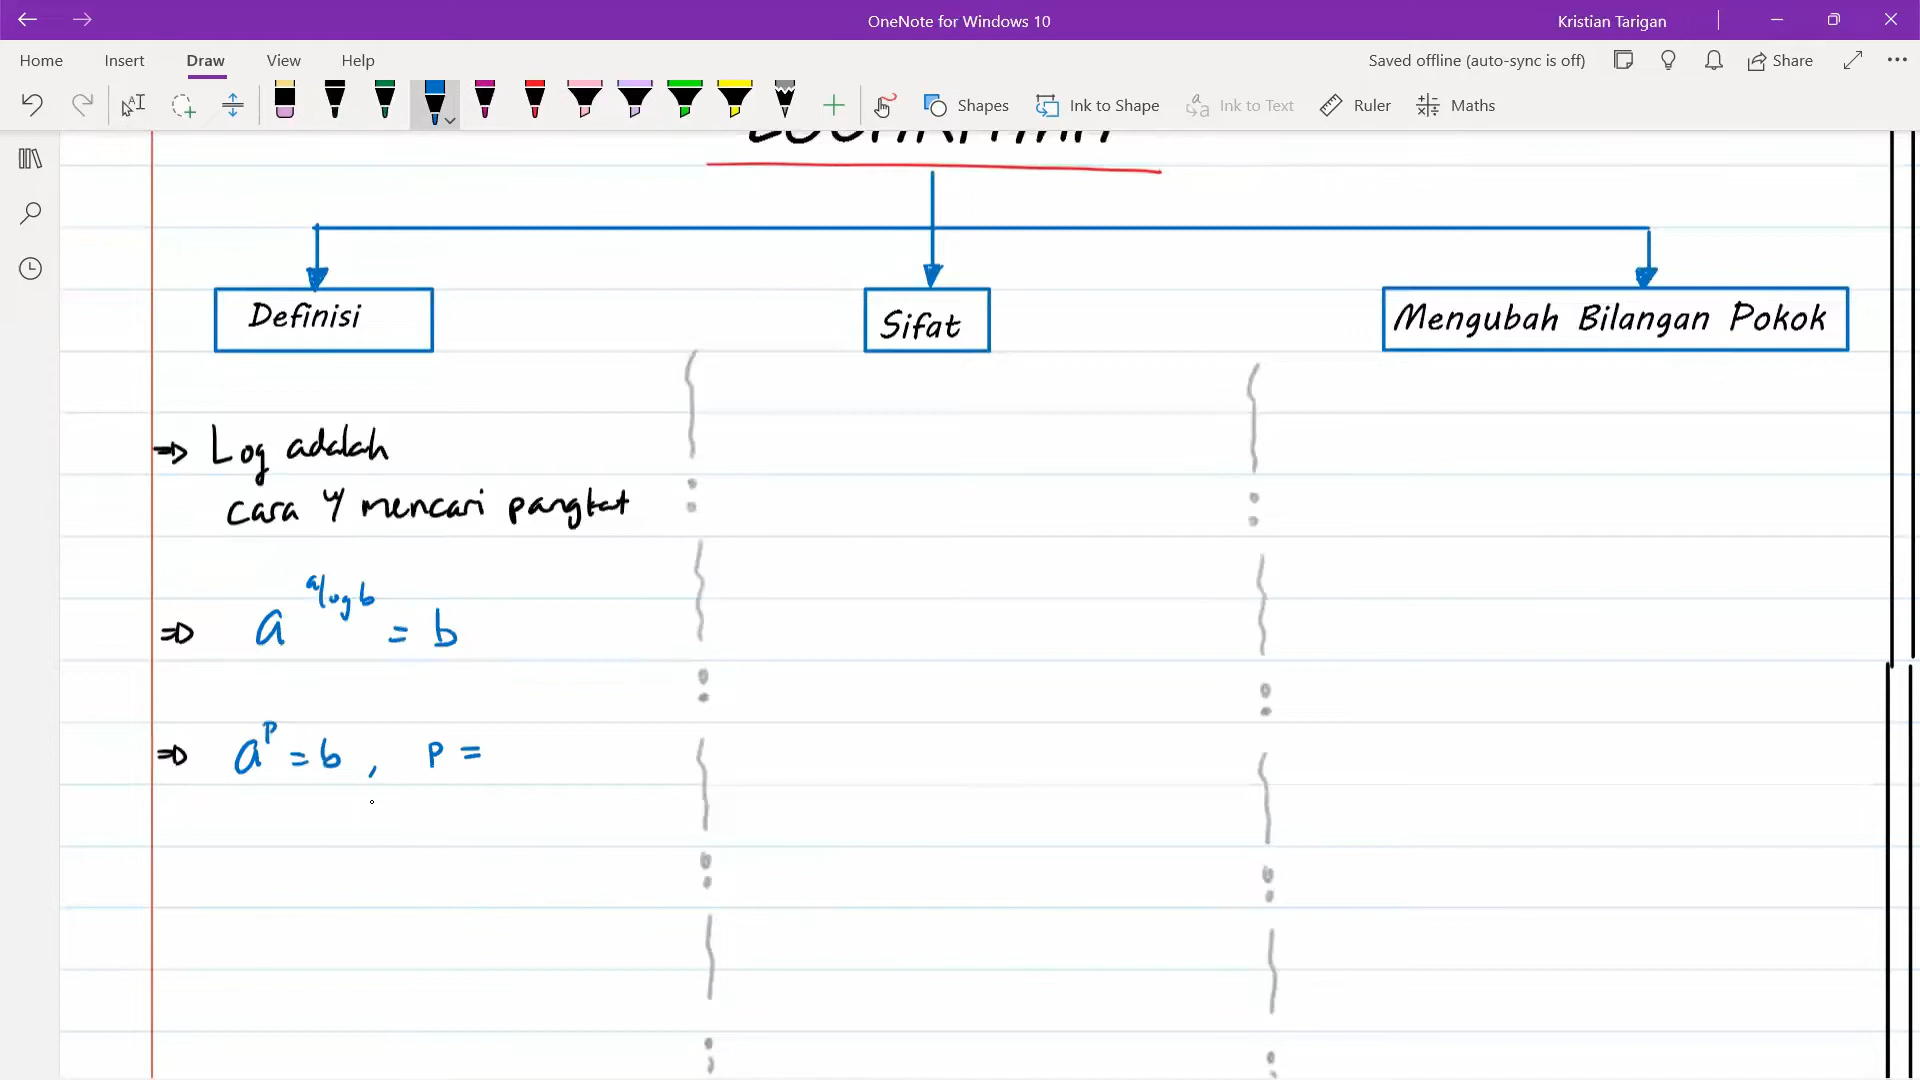 OneNote for Windows 10
Kristian Tarigan
Home Insert Draw View Help
Saved offline (auto-sync is off) Share
Shapes Ink to Shape Ink to Text Ruler Maths
LOGARITMA
Definisi
Sifat
Mengubah Bilangan Pokok
⇒ Log adalah
cara y/ mencari pangkat
⇒ a^(ᵃlog b) = b
⇒ a^p = b , p =